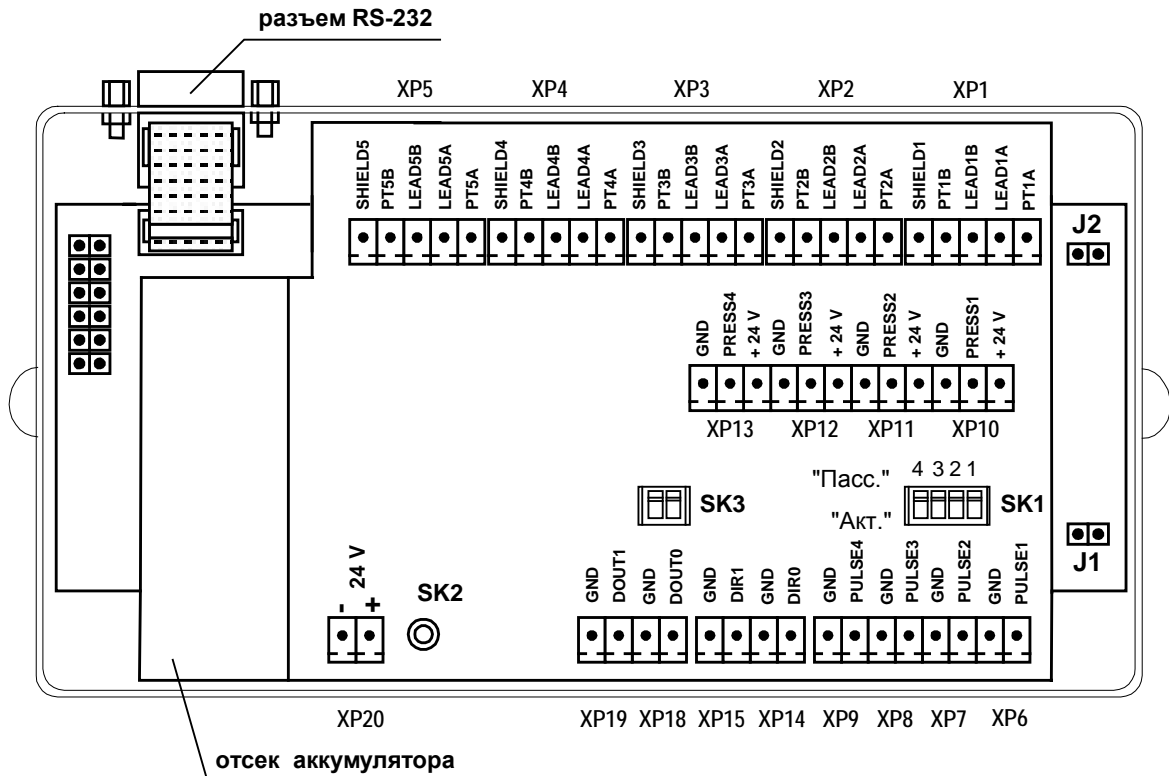 разъем RS-232
XP5 XP4 XP3 XP2 XP1
SHIELD5 PT5B LEAD5B LEAD5A PT5A SHIELD4 PT4B LEAD4B LEAD4A PT4A SHIELD3 PT3B LEAD3B LEAD3A PT3A SHIELD2 PT2B LEAD2B LEAD2A PT2A SHIELD1 PT1B LEAD1B LEAD1A PT1A
J2
GND PRESS4 + 24 V GND PRESS3 + 24 V GND PRESS2 + 24 V GND PRESS1 + 24 V
XP13 XP12 XP11 XP10
"Пасс." 4 3 2 1
SK3 SK1
"Акт."
J1
24 V
- +
SK2
GND DOUT1 GND DOUT0 GND DIR1 GND DIR0 GND PULSE4 GND PULSE3 GND PULSE2 GND PULSE1
XP20 XP19 XP18 XP15 XP14 XP9 XP8 XP7 XP6
отсек аккумулятора